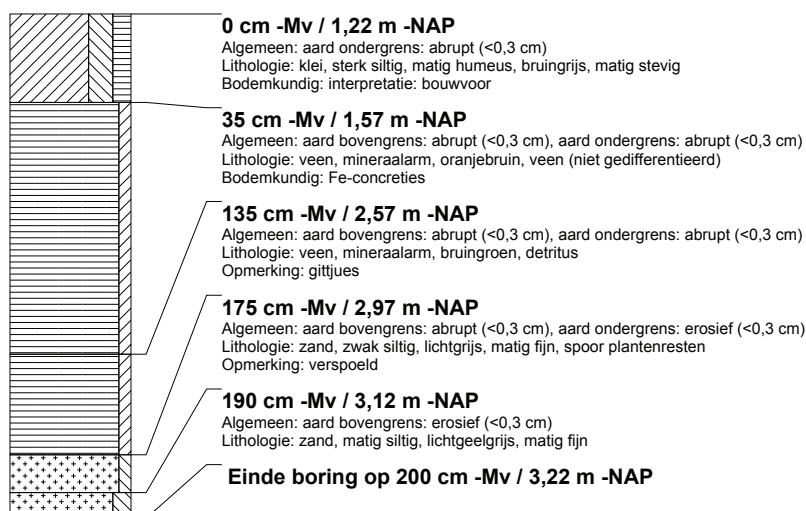 0 cm -Mv / 1,22 m -NAP
Algemeen: aard ondergrens: abrupt (<0,3 cm)
Lithologie: klei, sterk siltig, matig humeus, bruingrijs, matig stevig
Bodemkundig: interpretatie: bouwvoor
35 cm -Mv / 1,57 m -NAP
Algemeen: aard bovengrens: abrupt (<0,3 cm), aard ondergrens: abrupt (<0,3 cm)
Lithologie: veen, mineraalarm, oranjebruin, veen (niet gedifferentieerd)
Bodemkundig: Fe-concreties
135 cm -Mv / 2,57 m -NAP
Algemeen: aard bovengrens: abrupt (<0,3 cm), aard ondergrens: abrupt (<0,3 cm)
Lithologie: veen, mineraalarm, bruingroen, detritus
Opmerking: gittjues
175 cm -Mv / 2,97 m -NAP
Algemeen: aard bovengrens: abrupt (<0,3 cm), aard ondergrens: erosief (<0,3 cm)
Lithologie: zand, zwak siltig, lichtgrijs, matig fijn, spoor plantenresten
Opmerking: verspoeld
190 cm -Mv / 3,12 m -NAP
Algemeen: aard bovengrens: erosief (<0,3 cm)
Lithologie: zand, matig siltig, lichtgeelgrijs, matig fijn
Einde boring op 200 cm -Mv / 3,22 m -NAP